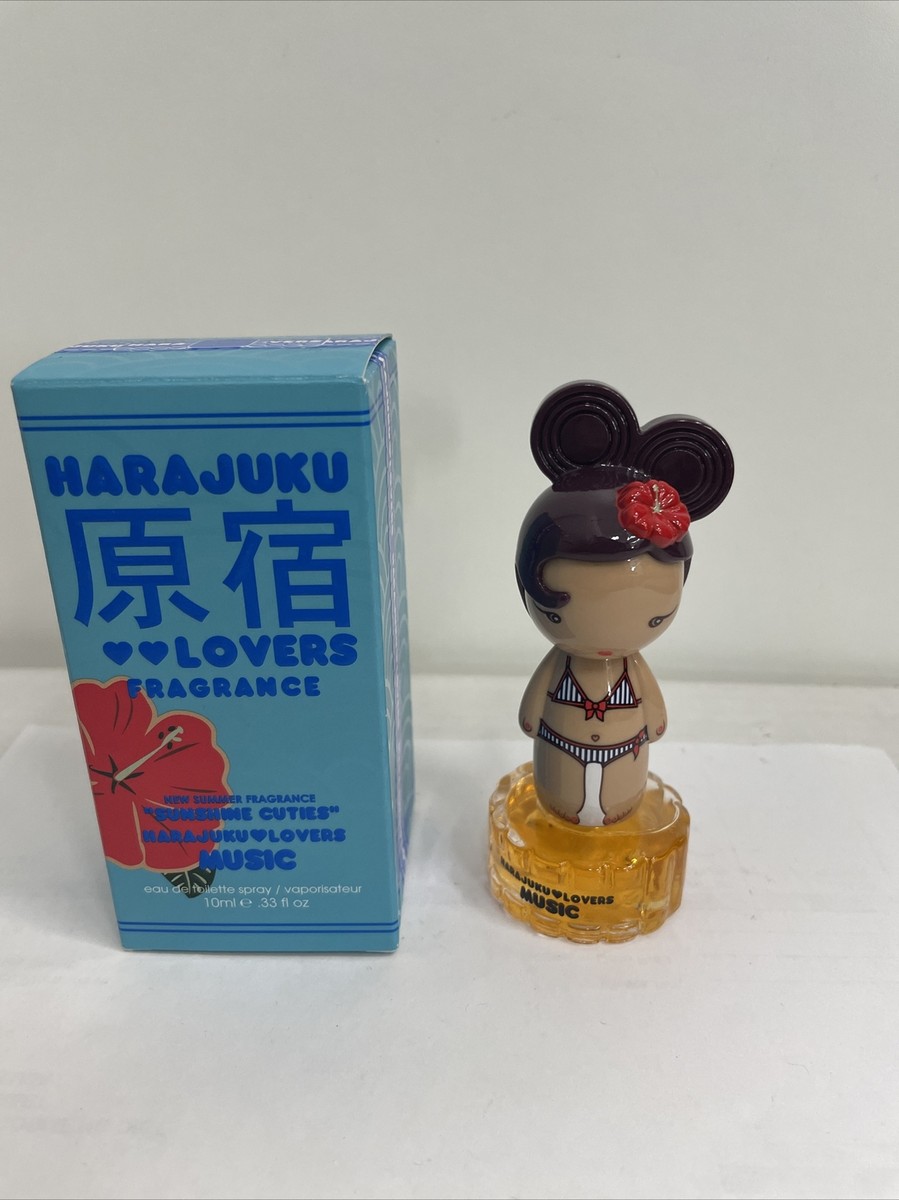 HARAJUKU
原宿
♥♥LOVERS
FRAGRANCE
NEW SUMMER FRAGRANCE
"SUNSHINE CUTIES"
HARAJUKU♥LOVERS
MUSIC
eau de toilette spray / vaporisateur
10ml ℮ .33 fl oz
HARAJUKU♥LOVERS
MUSIC